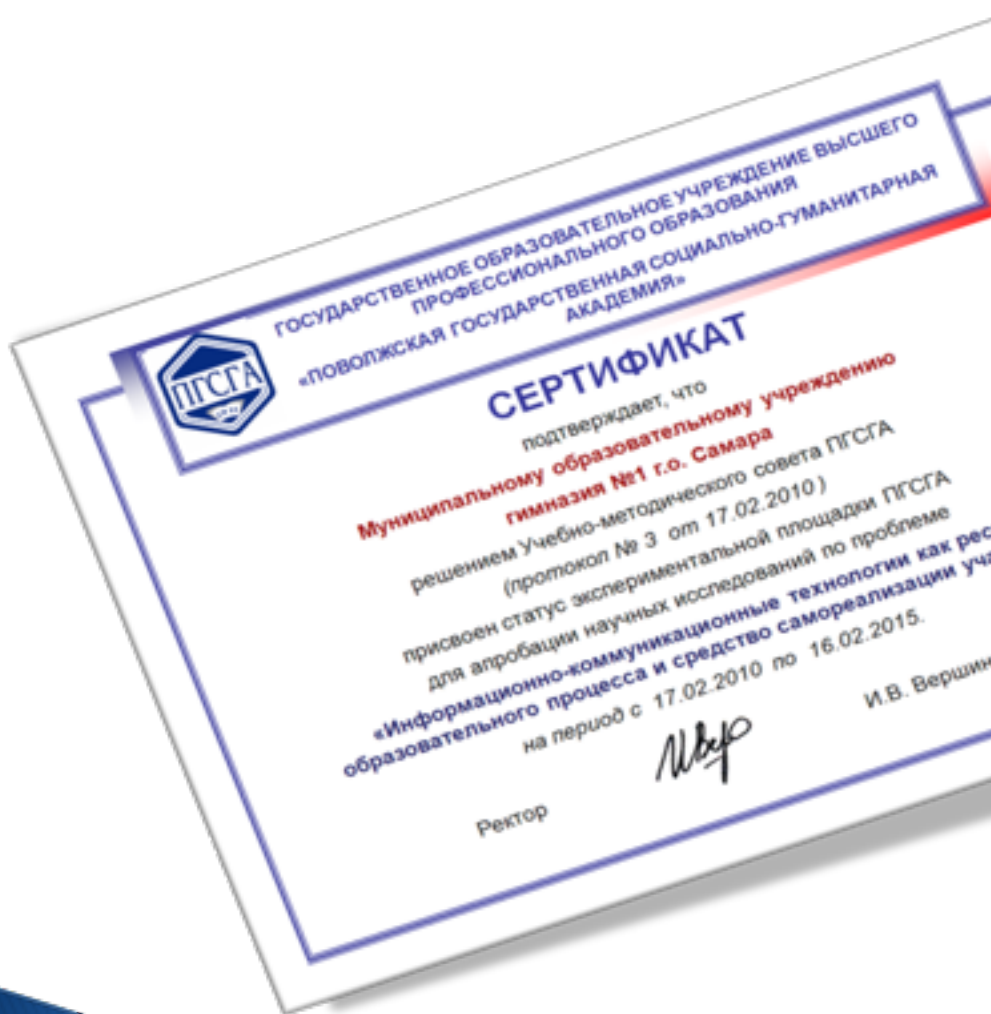 ГОСУДАРСТВЕННОЕ ОБРАЗОВАТЕЛЬНОЕ УЧРЕЖДЕНИЕ ВЫСШЕГО
ПРОФЕССИОНАЛЬНОГО ОБРАЗОВАНИЯ
«ПОВОЛЖСКАЯ ГОСУДАРСТВЕННАЯ СОЦИАЛЬНО-ГУМАНИТАРНАЯ
АКАДЕМИЯ»
ПГСГА
СЕРТИФИКАТ
подтверждает, что
Муниципальному образовательному учреждению
гимназия №1 г.о. Самара
решением Учебно-методического совета ПГСГА
(протокол № 3 от 17.02.2010)
присвоен статус экспериментальной площадки ПГСГА
для апробации научных исследований по проблеме
«Информационно-коммуникационные технологии как рес
образовательного процесса и средство самореализации уча
на период с 17.02.2010 по 16.02.2015.
Ректор И.В. Вершин